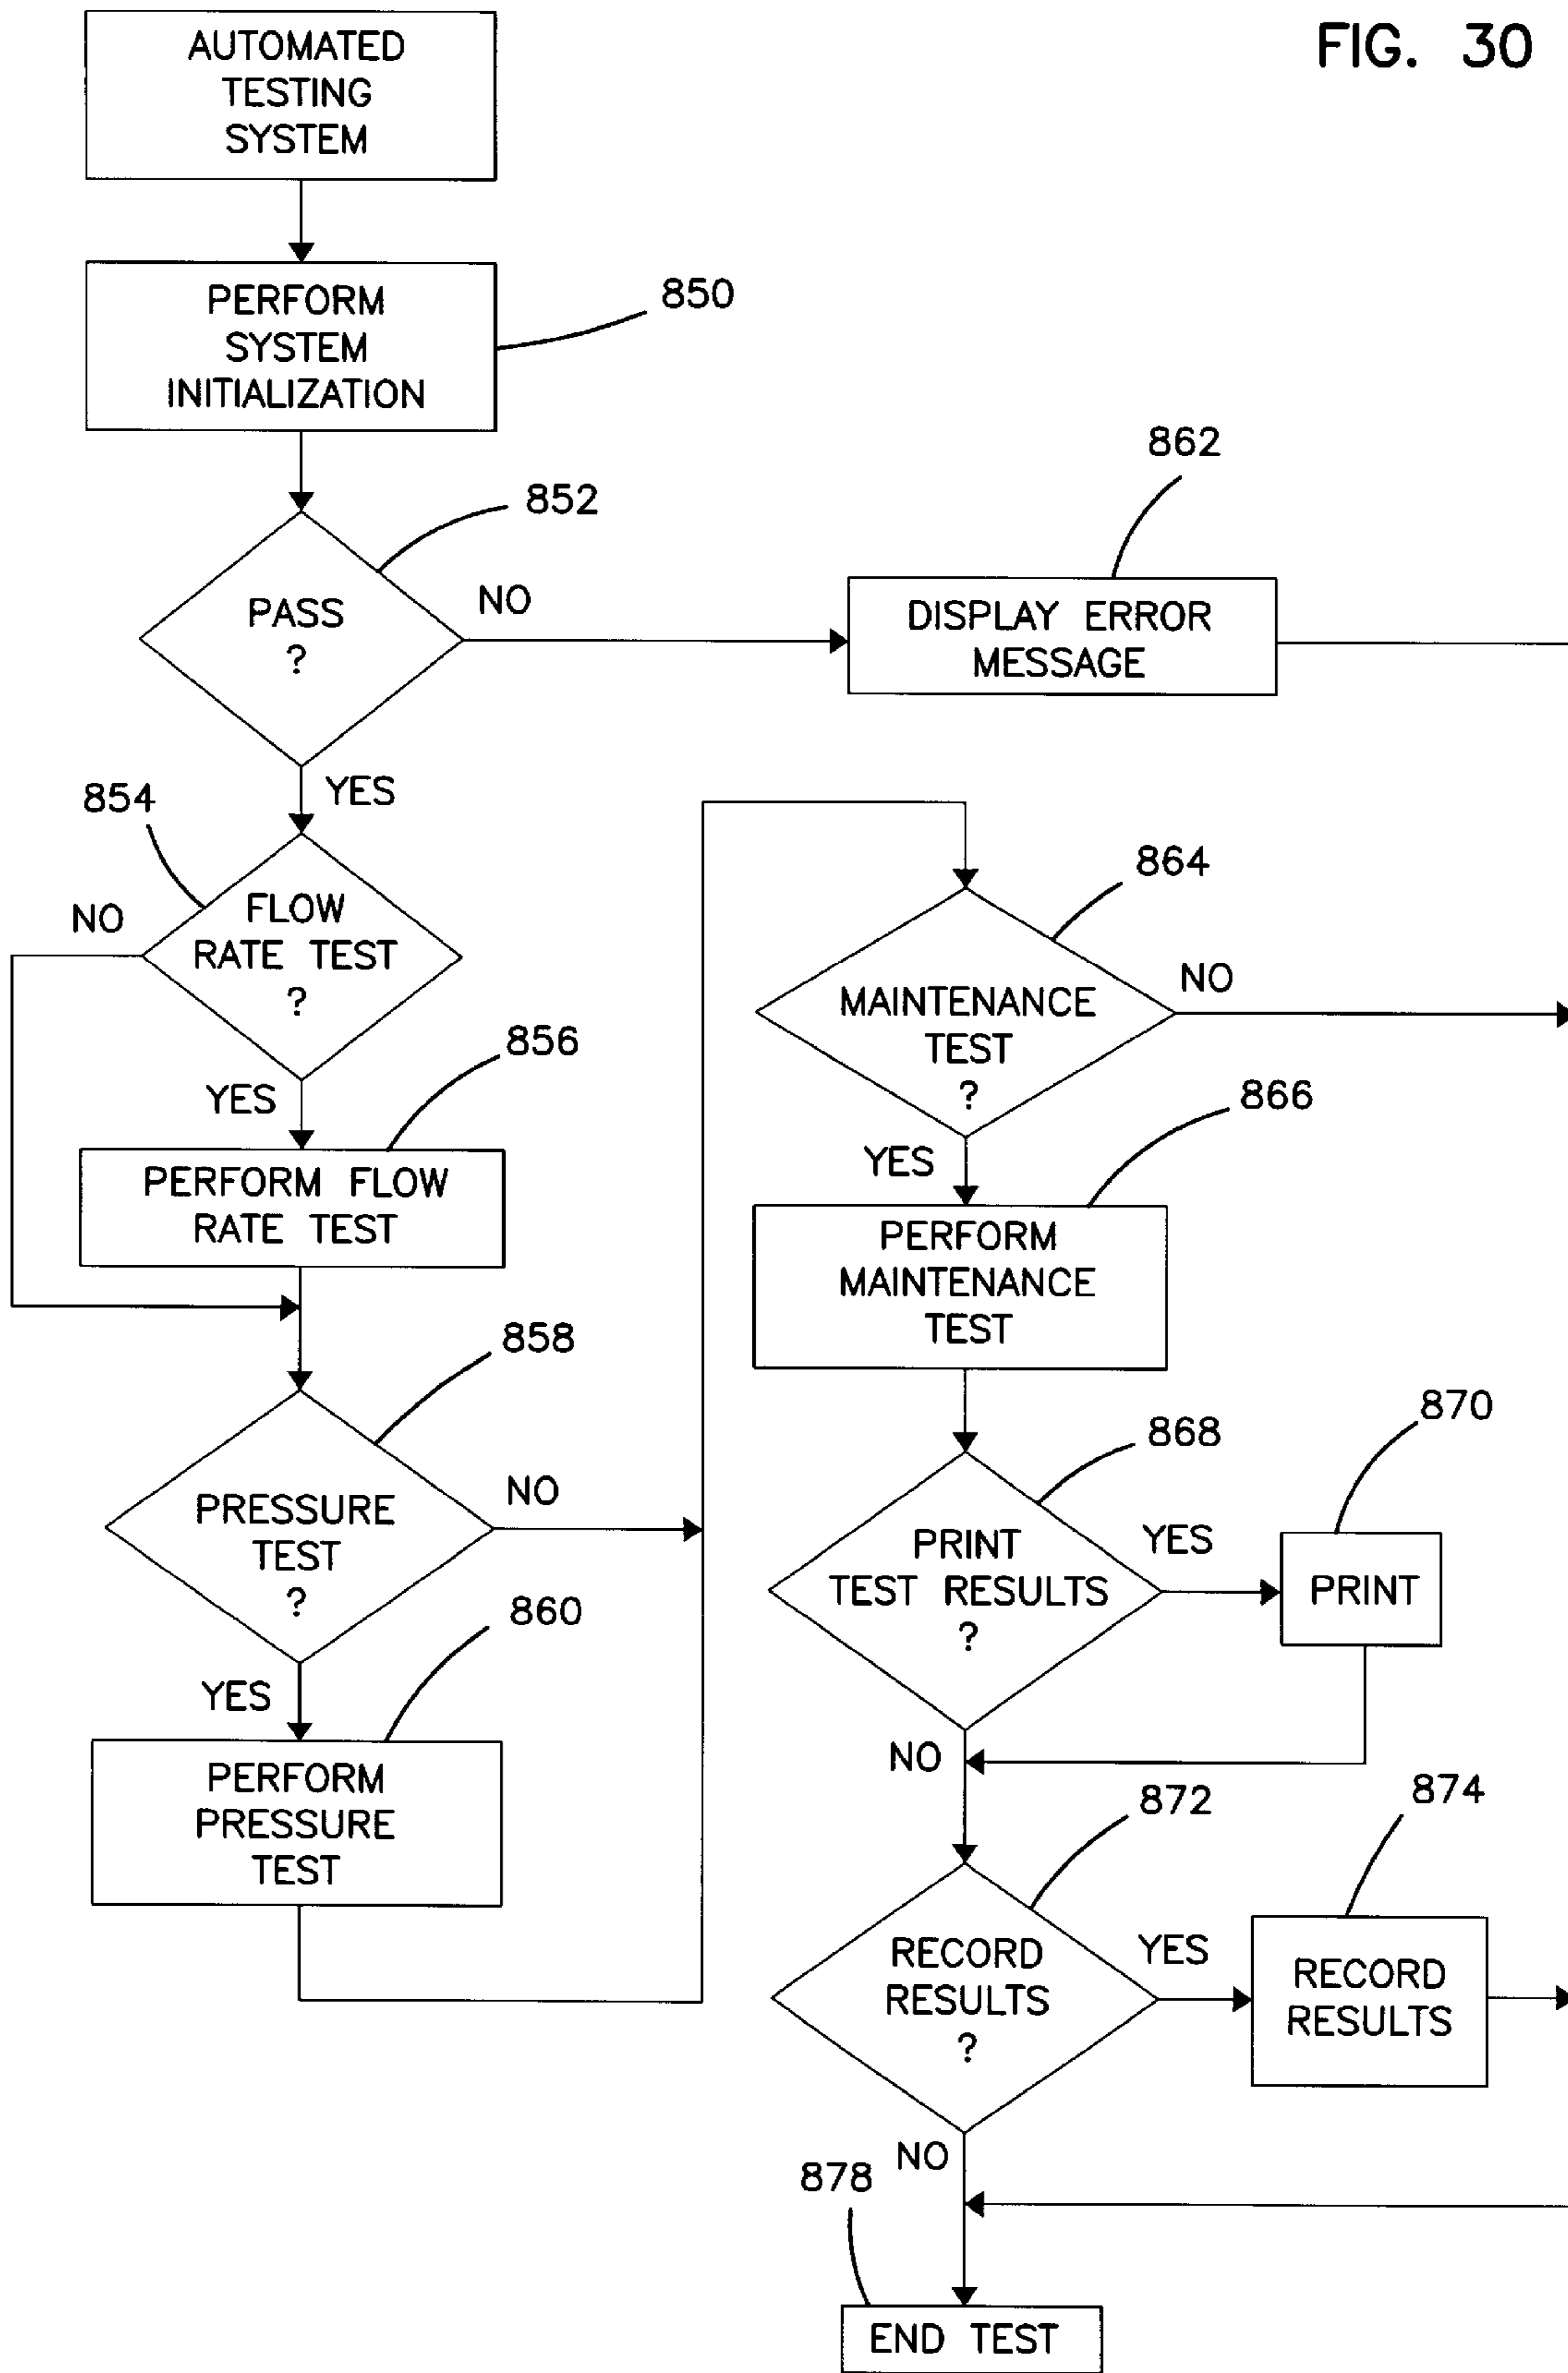 FIG. 30
AUTOMATED
TESTING
SYSTEM
PERFORM
SYSTEM
INITIALIZATION
850
852
PASS
?
NO
YES
862
DISPLAY ERROR
MESSAGE
854
FLOW
RATE TEST
?
NO
YES
856
PERFORM FLOW
RATE TEST
858
PRESSURE
TEST
?
NO
YES
860
PERFORM
PRESSURE
TEST
864
MAINTENANCE
TEST
?
NO
YES
866
PERFORM
MAINTENANCE
TEST
868
PRINT
TEST RESULTS
?
YES
870
PRINT
NO
872
RECORD
RESULTS
?
YES
874
RECORD
RESULTS
NO
878
END TEST